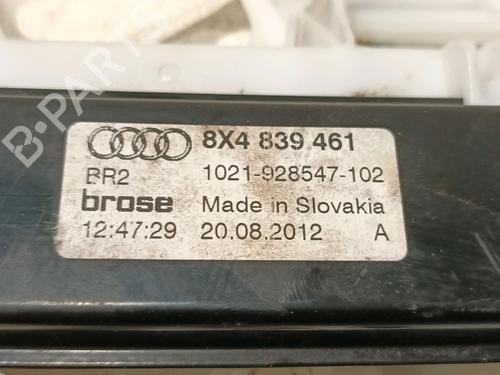 8X4 839 461
BR2 1021-928547-102
brose Made in Slovakia
12:47:29 20.08.2012 A
B-PARTS